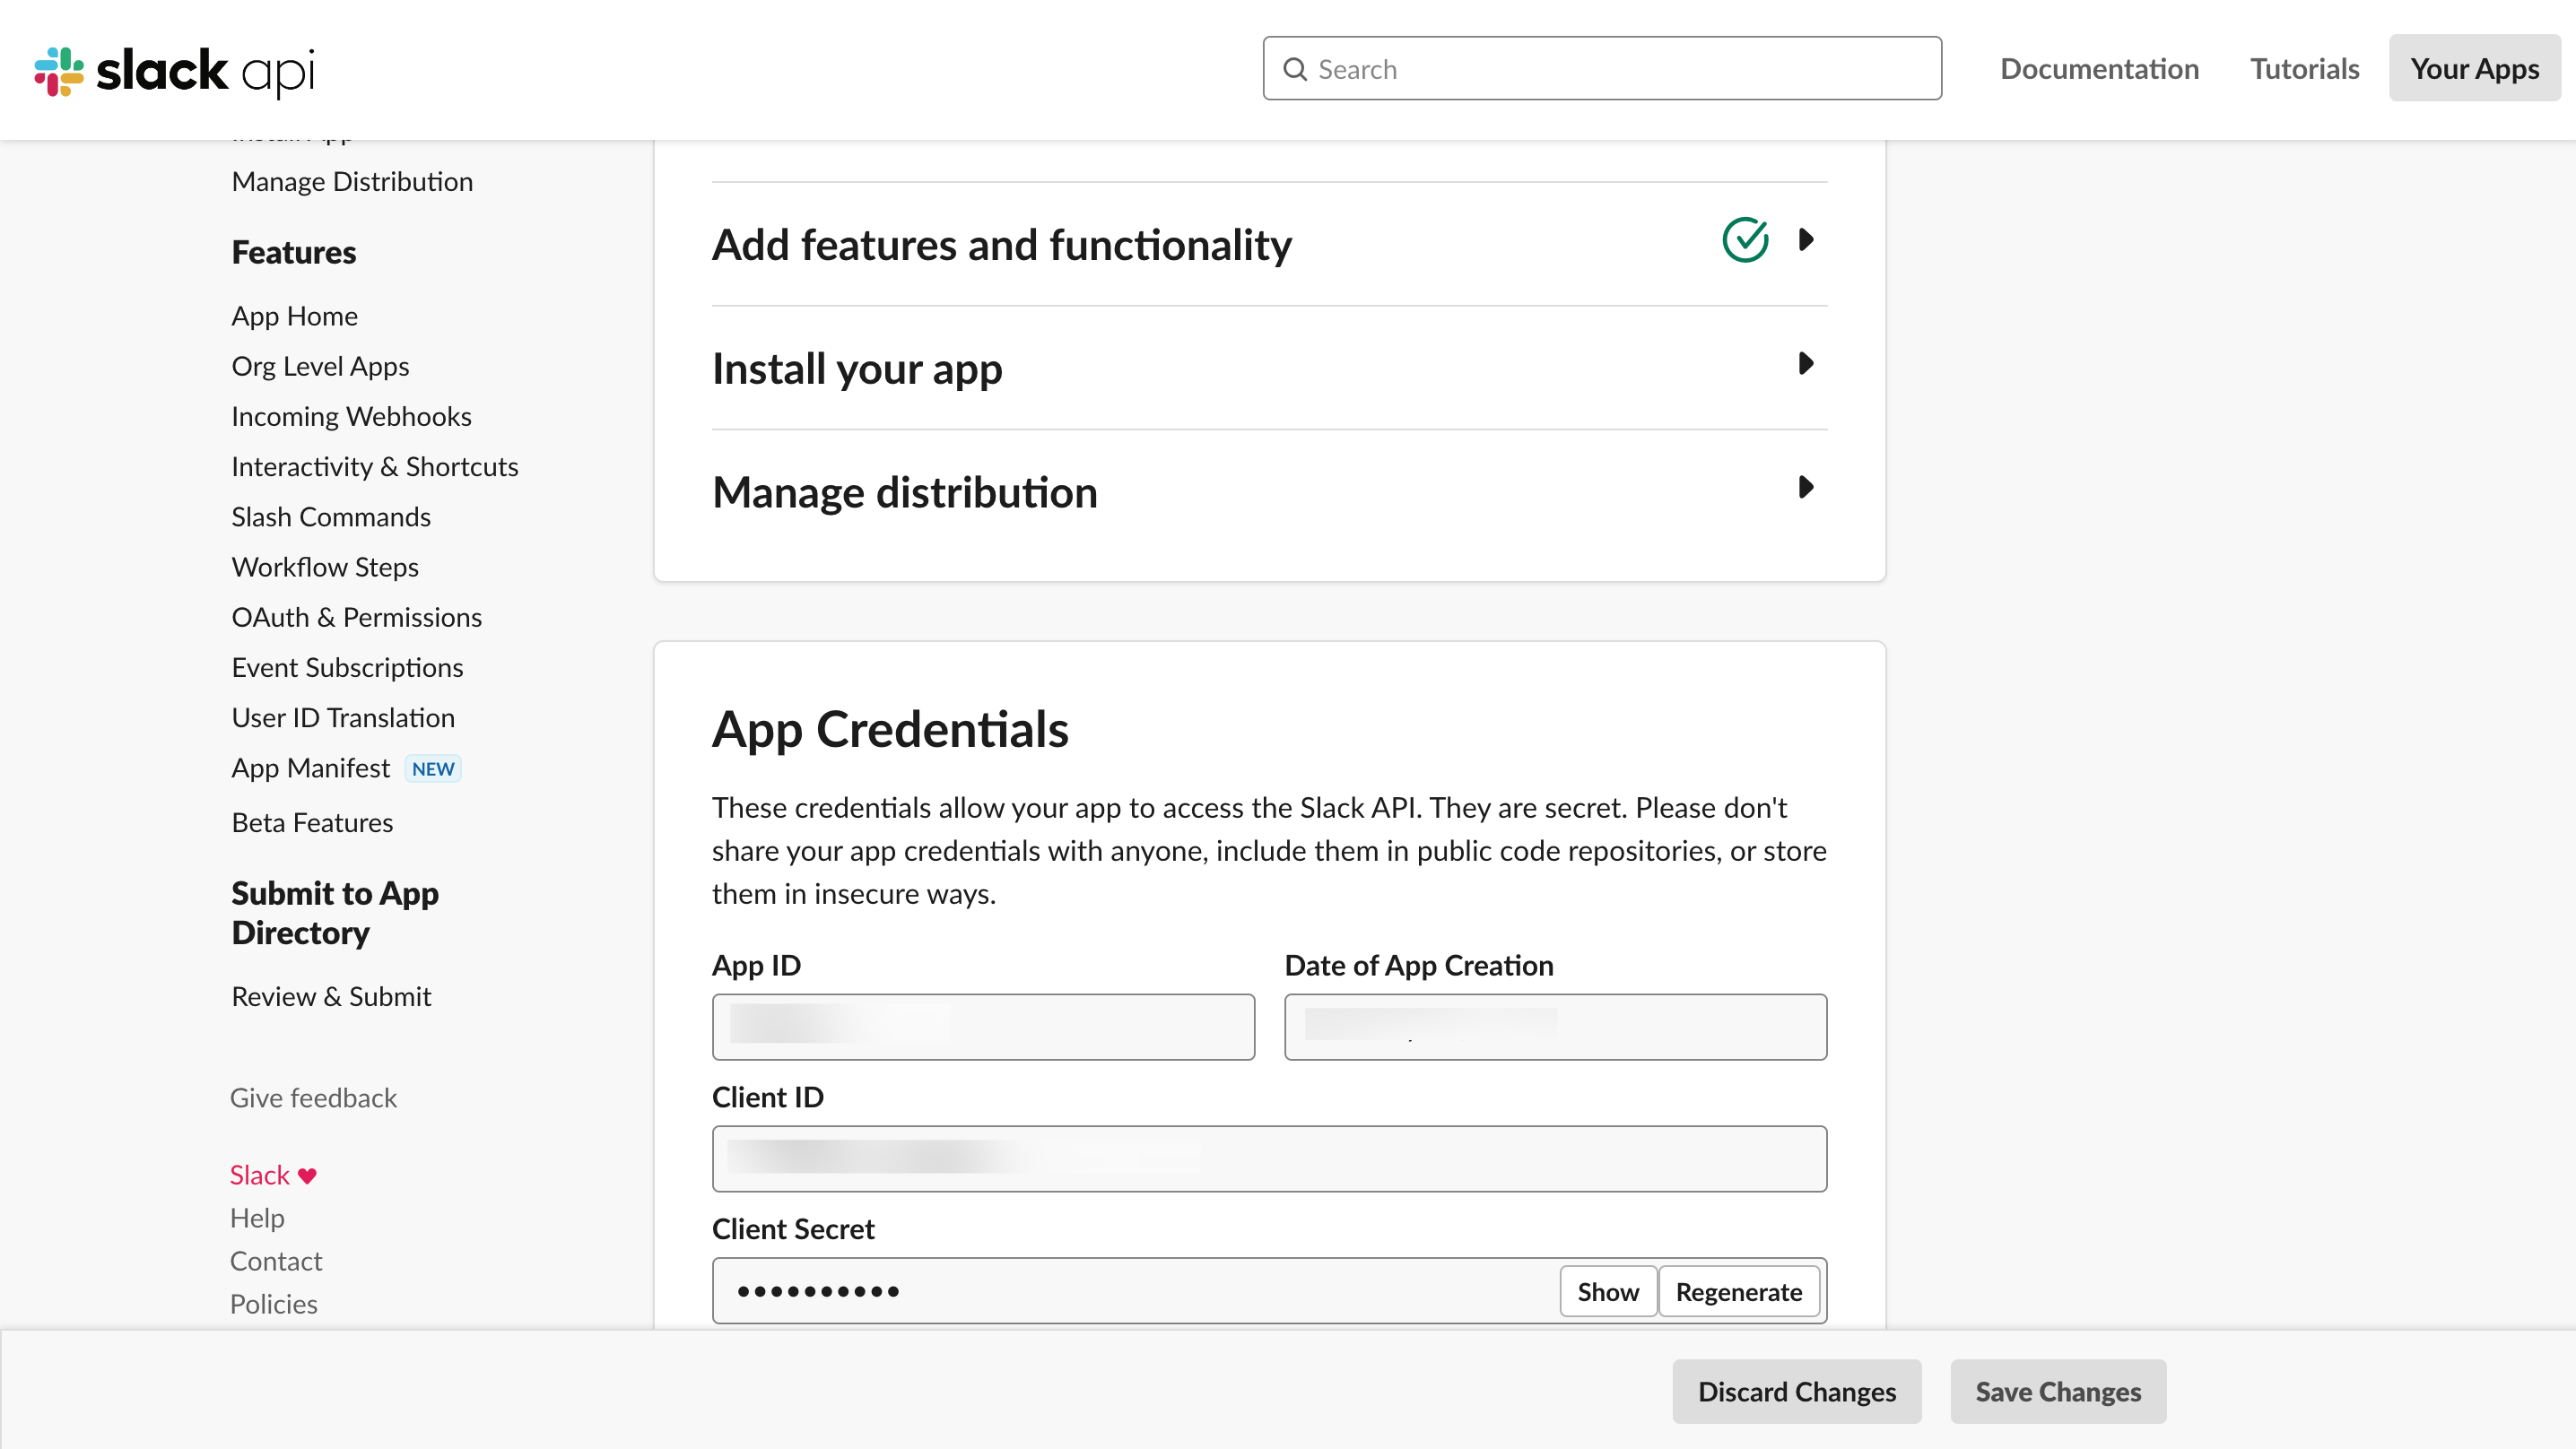 slack api
Search
Documentation
Tutorials
Your Apps
Manage Distribution
Features
App Home
Org Level Apps
Incoming Webhooks
Interactivity & Shortcuts
Slash Commands
Workflow Steps
OAuth & Permissions
Event Subscriptions
User ID Translation
App Manifest NEW
Beta Features
Submit to App
Directory
Review & Submit
Give feedback
Slack
Help
Contact
Policies
Add features and functionality
Install your app
Manage distribution
App Credentials
These credentials allow your app to access the Slack API. They are secret. Please don't
share your app credentials with anyone, include them in public code repositories, or store
them in insecure ways.
App ID
Date of App Creation
Client ID
Client Secret
••••••••••
Show
Regenerate
Discard Changes
Save Changes